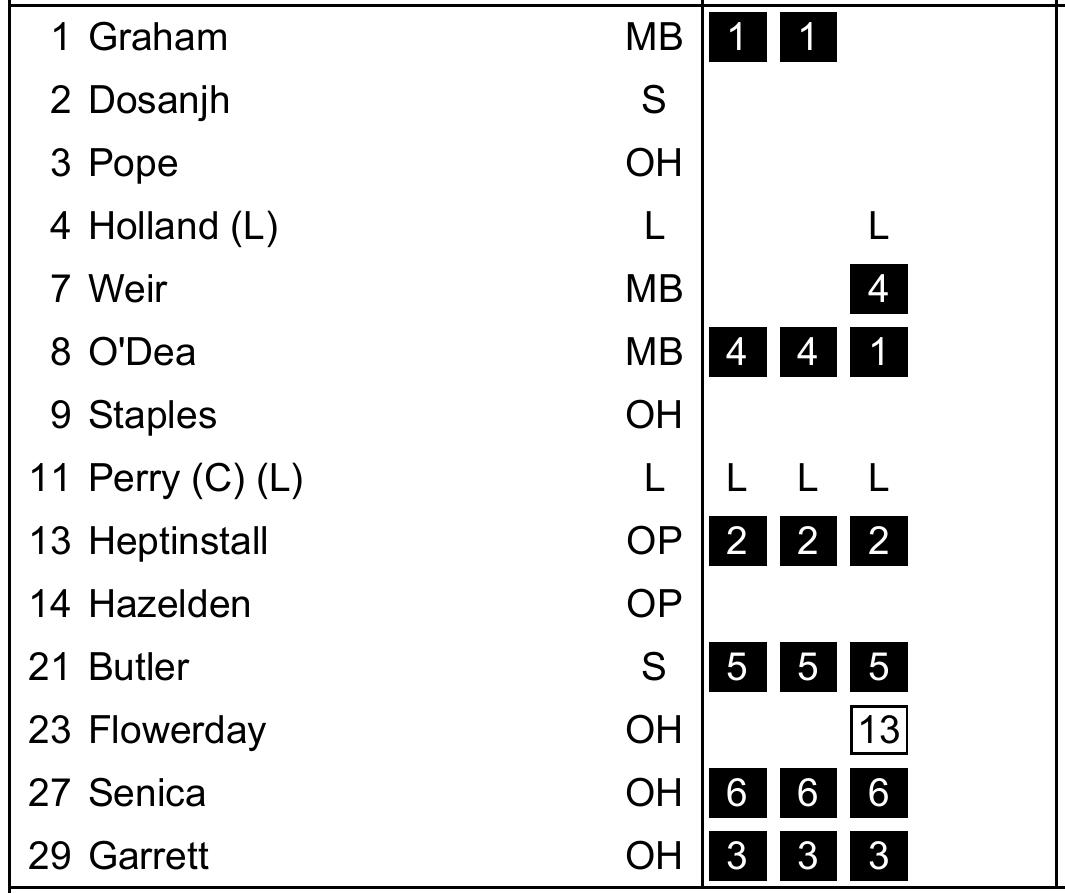 1 Graham MB 1 1
2 Dosanjh S
3 Pope OH
4 Holland (L) L L
7 Weir MB 4
8 O'Dea MB 4 4 1
9 Staples OH
11 Perry (C) (L) L L L L
13 Heptinstall OP 2 2 2
14 Hazelden OP
21 Butler S 5 5 5
23 Flowerday OH 13
27 Senica OH 6 6 6
29 Garrett OH 3 3 3